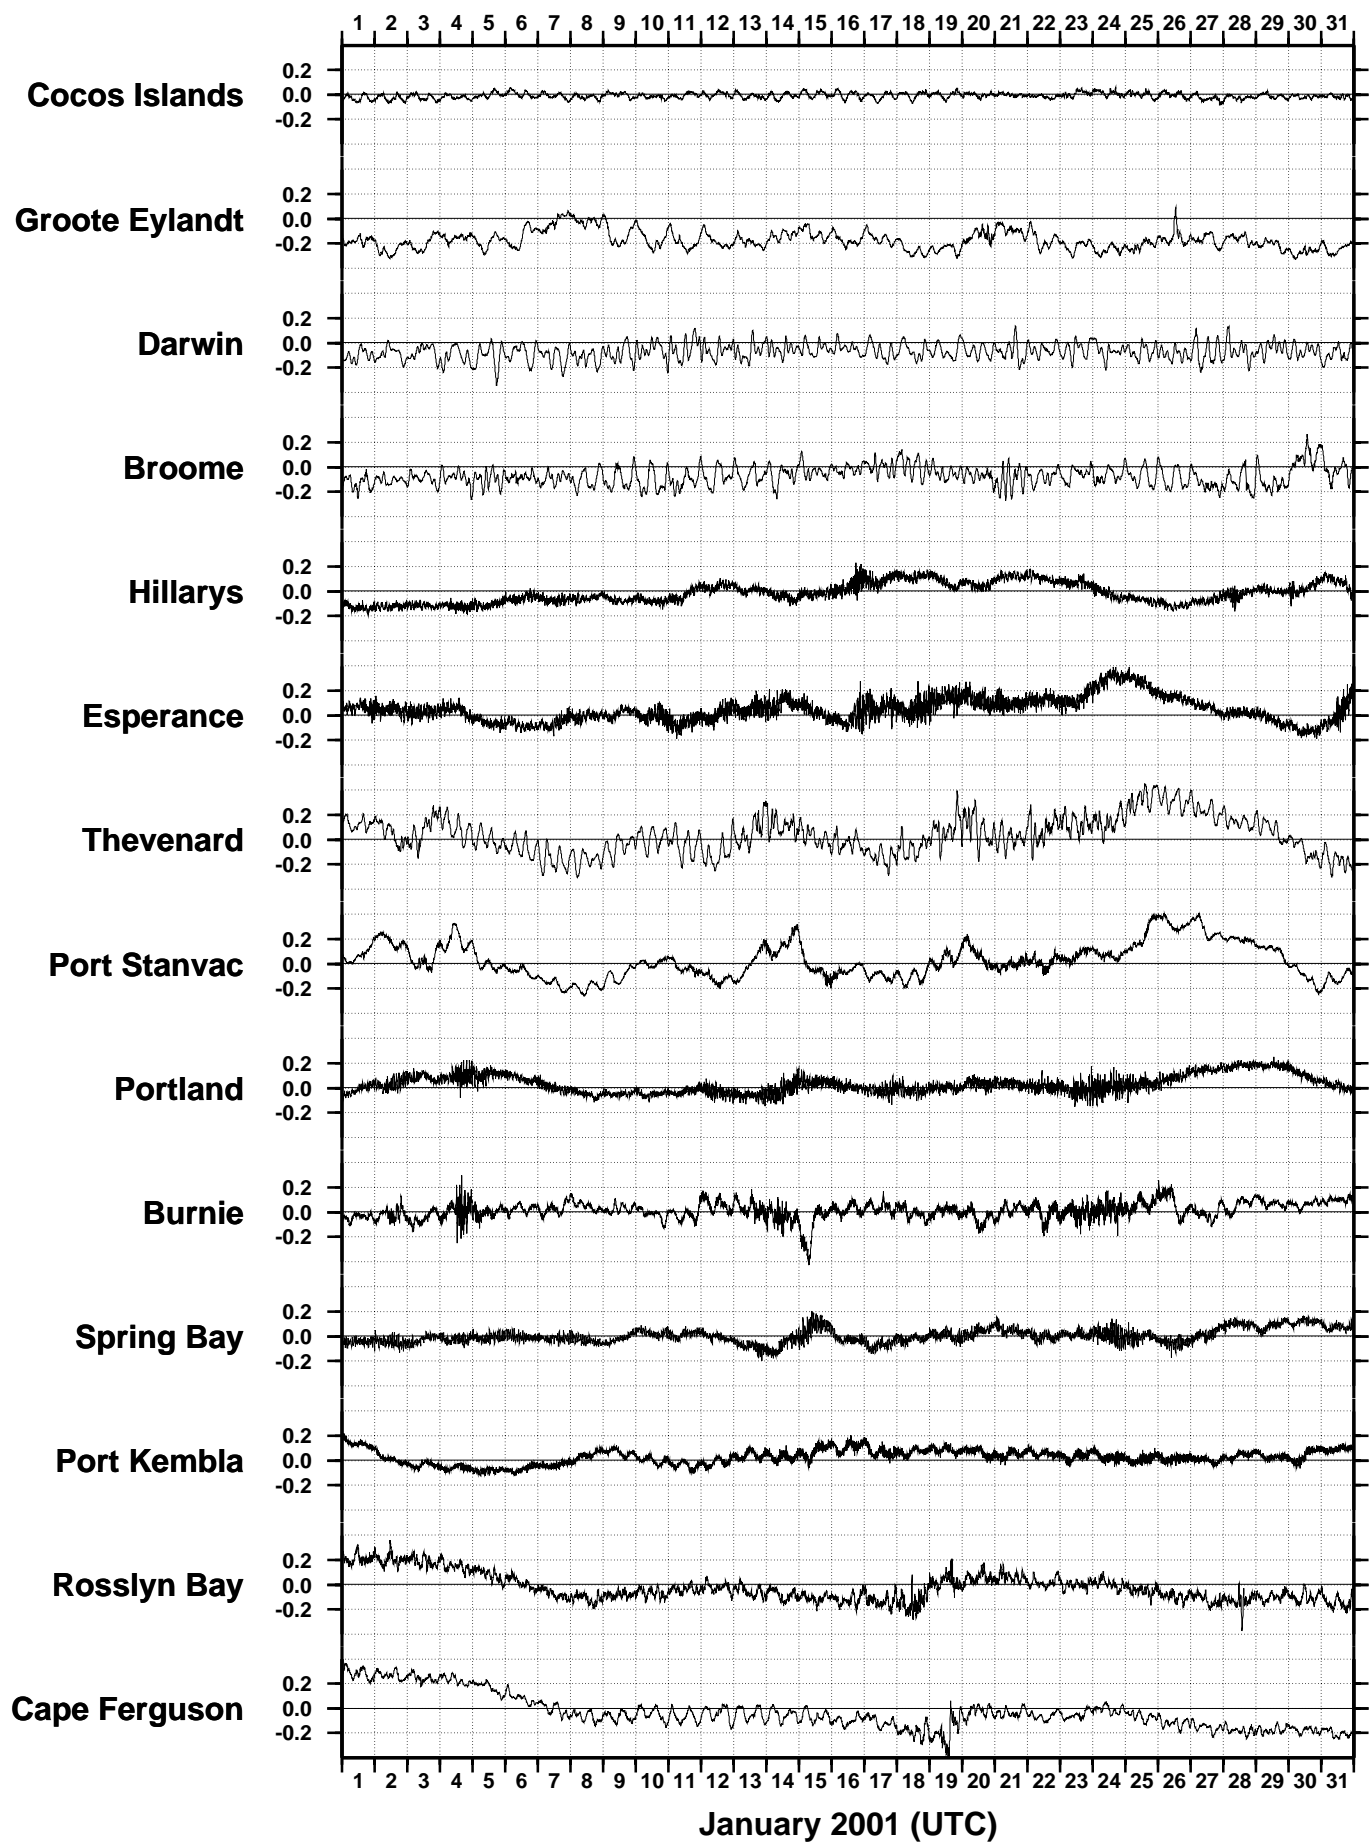 1 2 3 4 5 6 7 8 9 10 11 12 13 14 15 16 17 18 19 20 21 22 23 24 25 26 27 28 29 30 31
0.2
Cocos Islands 0.0
-0.2
0.2
Groote Eylandt 0.0
-0.2
0.2
Darwin 0.0
-0.2
0.2
Broome 0.0
-0.2
0.2
Hillarys 0.0
-0.2
0.2
Esperance 0.0
-0.2
0.2
Thevenard 0.0
-0.2
0.2
Port Stanvac 0.0
-0.2
0.2
Portland 0.0
-0.2
0.2
Burnie 0.0
-0.2
0.2
Spring Bay 0.0
-0.2
0.2
Port Kembla 0.0
-0.2
0.2
Rosslyn Bay 0.0
-0.2
0.2
Cape Ferguson 0.0
-0.2
1 2 3 4 5 6 7 8 9 10 11 12 13 14 15 16 17 18 19 20 21 22 23 24 25 26 27 28 29 30 31
January 2001 (UTC)